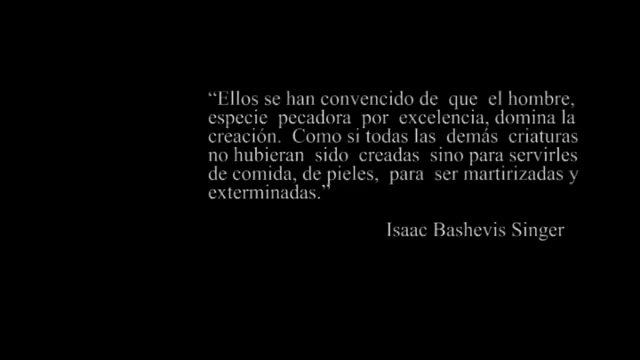 “Ellos se han convencido de que el hombre,
especie pecadora por excelencia, domina la
creación. Como si todas las demás criaturas
no hubieran sido creadas sino para servirles
de comida, de pieles, para ser martirizadas y
exterminadas.”
Isaac Bashevis Singer